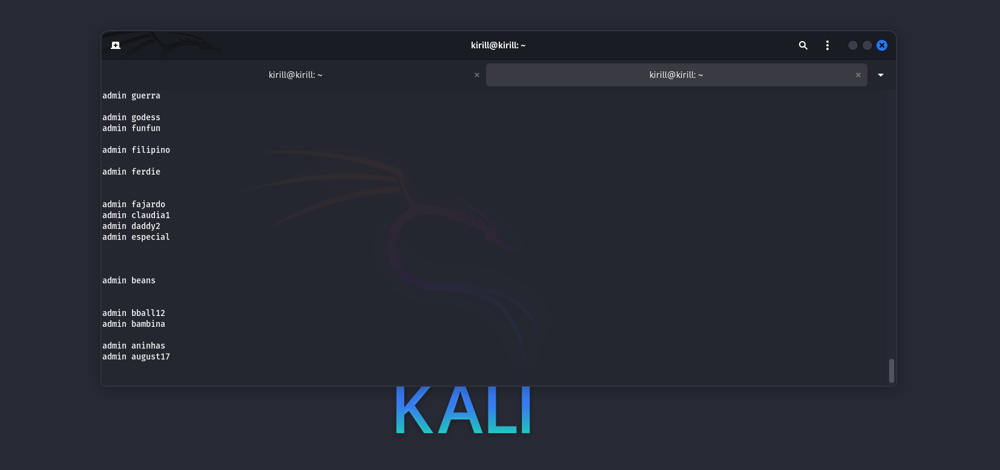 kirill@kirill: ~
kirill@kirill: ~
kirill@kirill: ~
admin guerra
admin godess
admin funfun
admin filipino
admin ferdie
admin fajardo
admin claudia1
admin daddy2
admin especial
admin beans
admin bball12
admin bambina
admin aninhas
admin august17
KALI